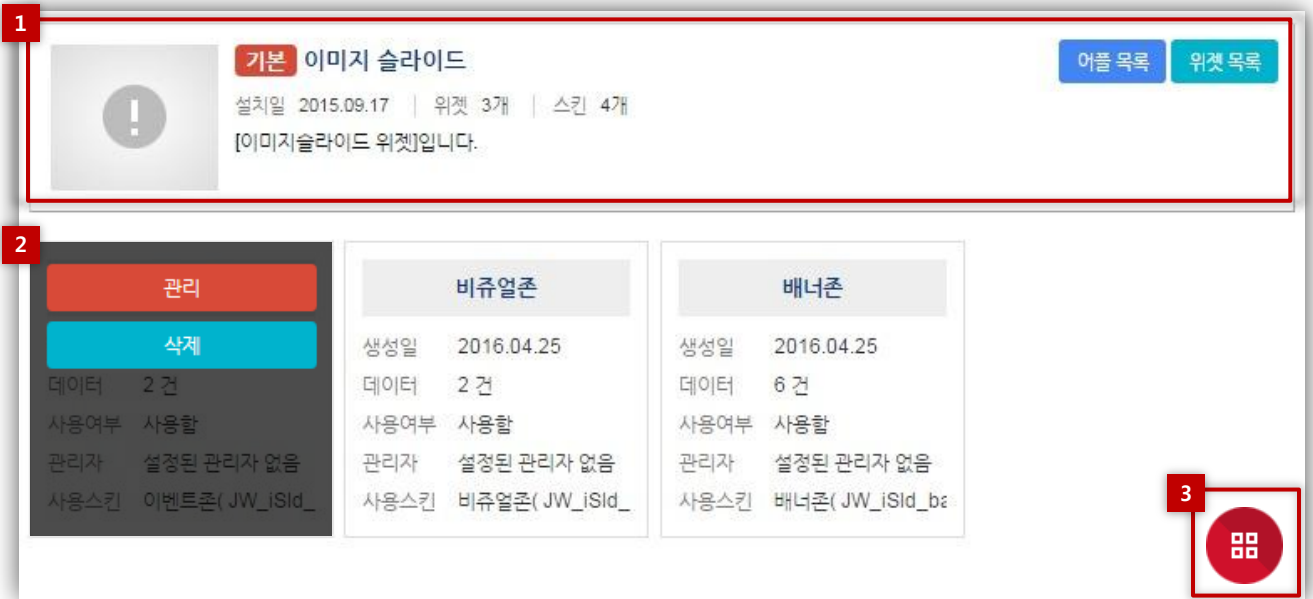 1
기본 이미지 슬라이드
어플 목록
위젯 목록
설치일 2015.09.17 | 위젯 3개 | 스킨 4개
[이미지슬라이드 위젯]입니다.
2
관리
삭제
데이터 2 건
사용여부 사용함
관리자 설정된 관리자 없음
사용스킨 이벤트존( JW_iSld_
비쥬얼존
생성일 2016.04.25
데이터 2 건
사용여부 사용함
관리자 설정된 관리자 없음
사용스킨 비쥬얼존( JW_iSld_
배너존
생성일 2016.04.25
데이터 6 건
사용여부 사용함
관리자 설정된 관리자 없음
사용스킨 배너존( JW_iSld_ba
3